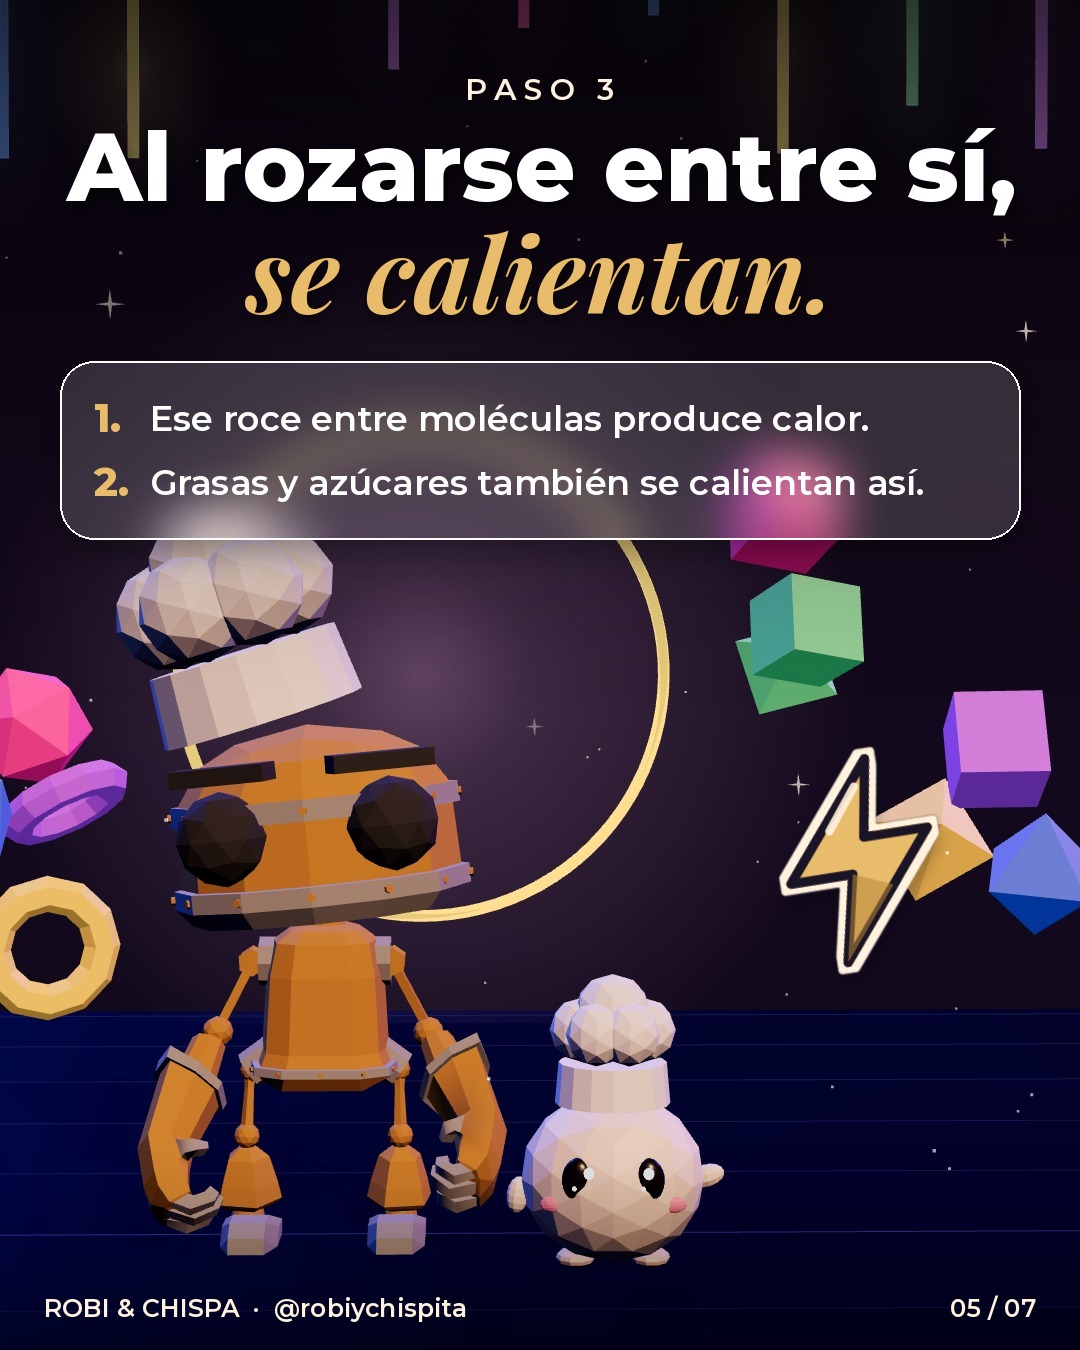 PASO 3
Al rozarse entre sí,
se calientan.
1. Ese roce entre moléculas produce calor.
2. Grasas y azúcares también se calientan así.
ROBI & CHISPA · @robiychispita
05 / 07